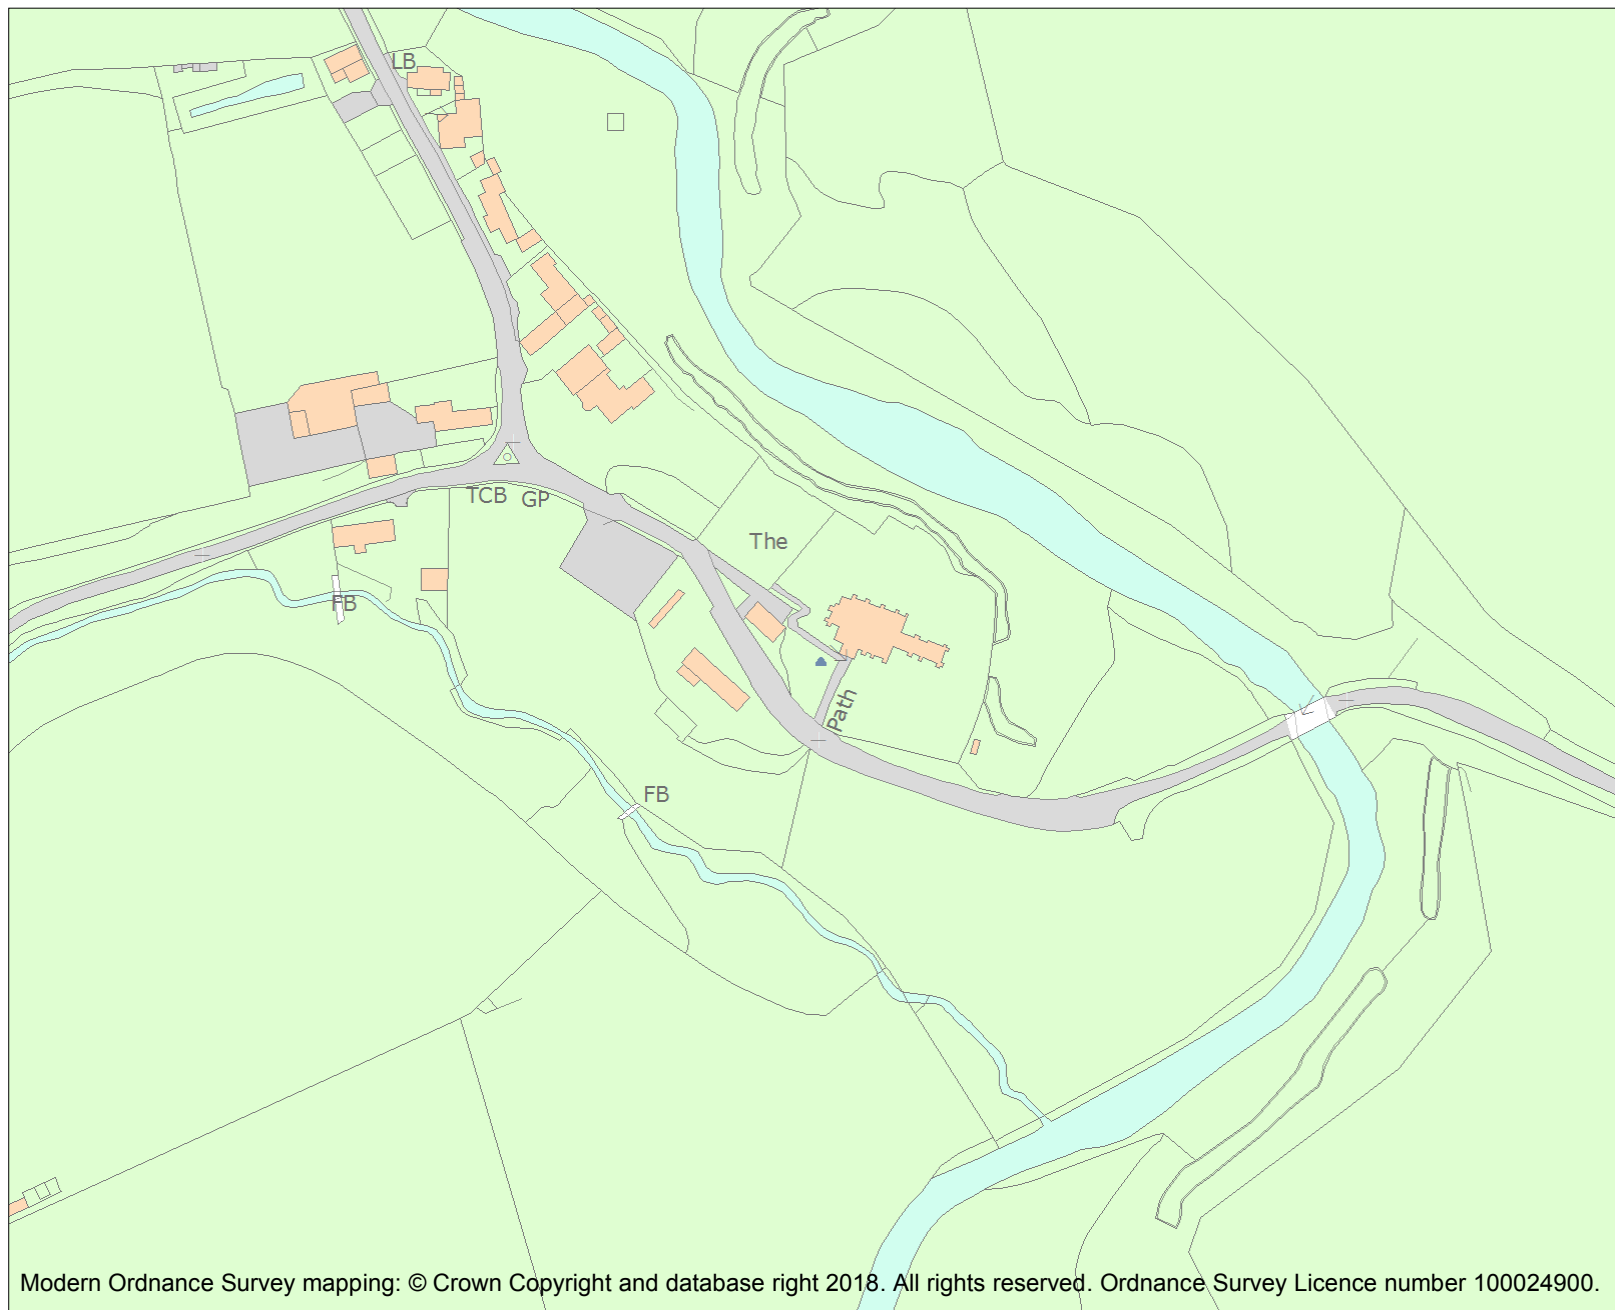 LB
TCB GP
The
FB
Path
FB
Modern Ordnance Survey mapping: © Crown Copyright and database right 2018. All rights reserved. Ordnance Survey Licence number 100024900.